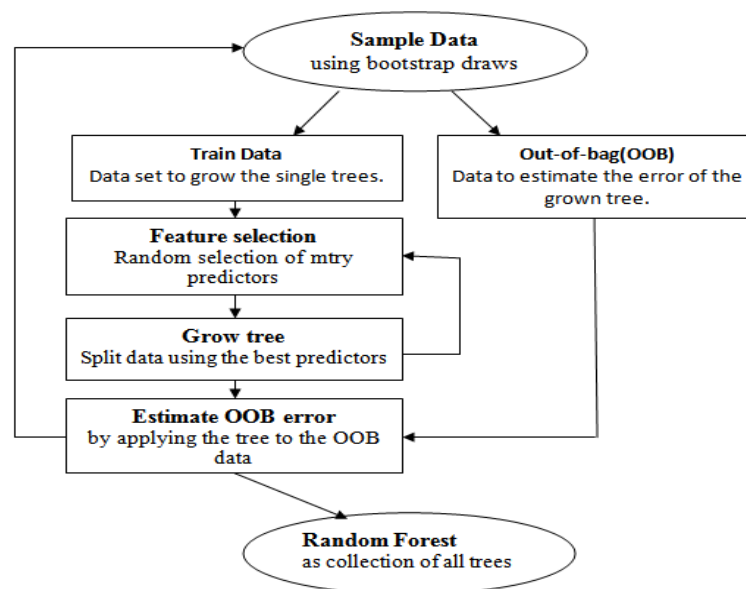 Sample Data
using bootstrap draws
Train Data
Data set to grow the single trees.
Out-of-bag(OOB)
Data to estimate the error of the
grown tree.
Feature selection
Random selection of mtry
predictors
Grow tree
Split data using the best predictors
Estimate OOB error
by applying the tree to the OOB
data
Random Forest
as collection of all trees